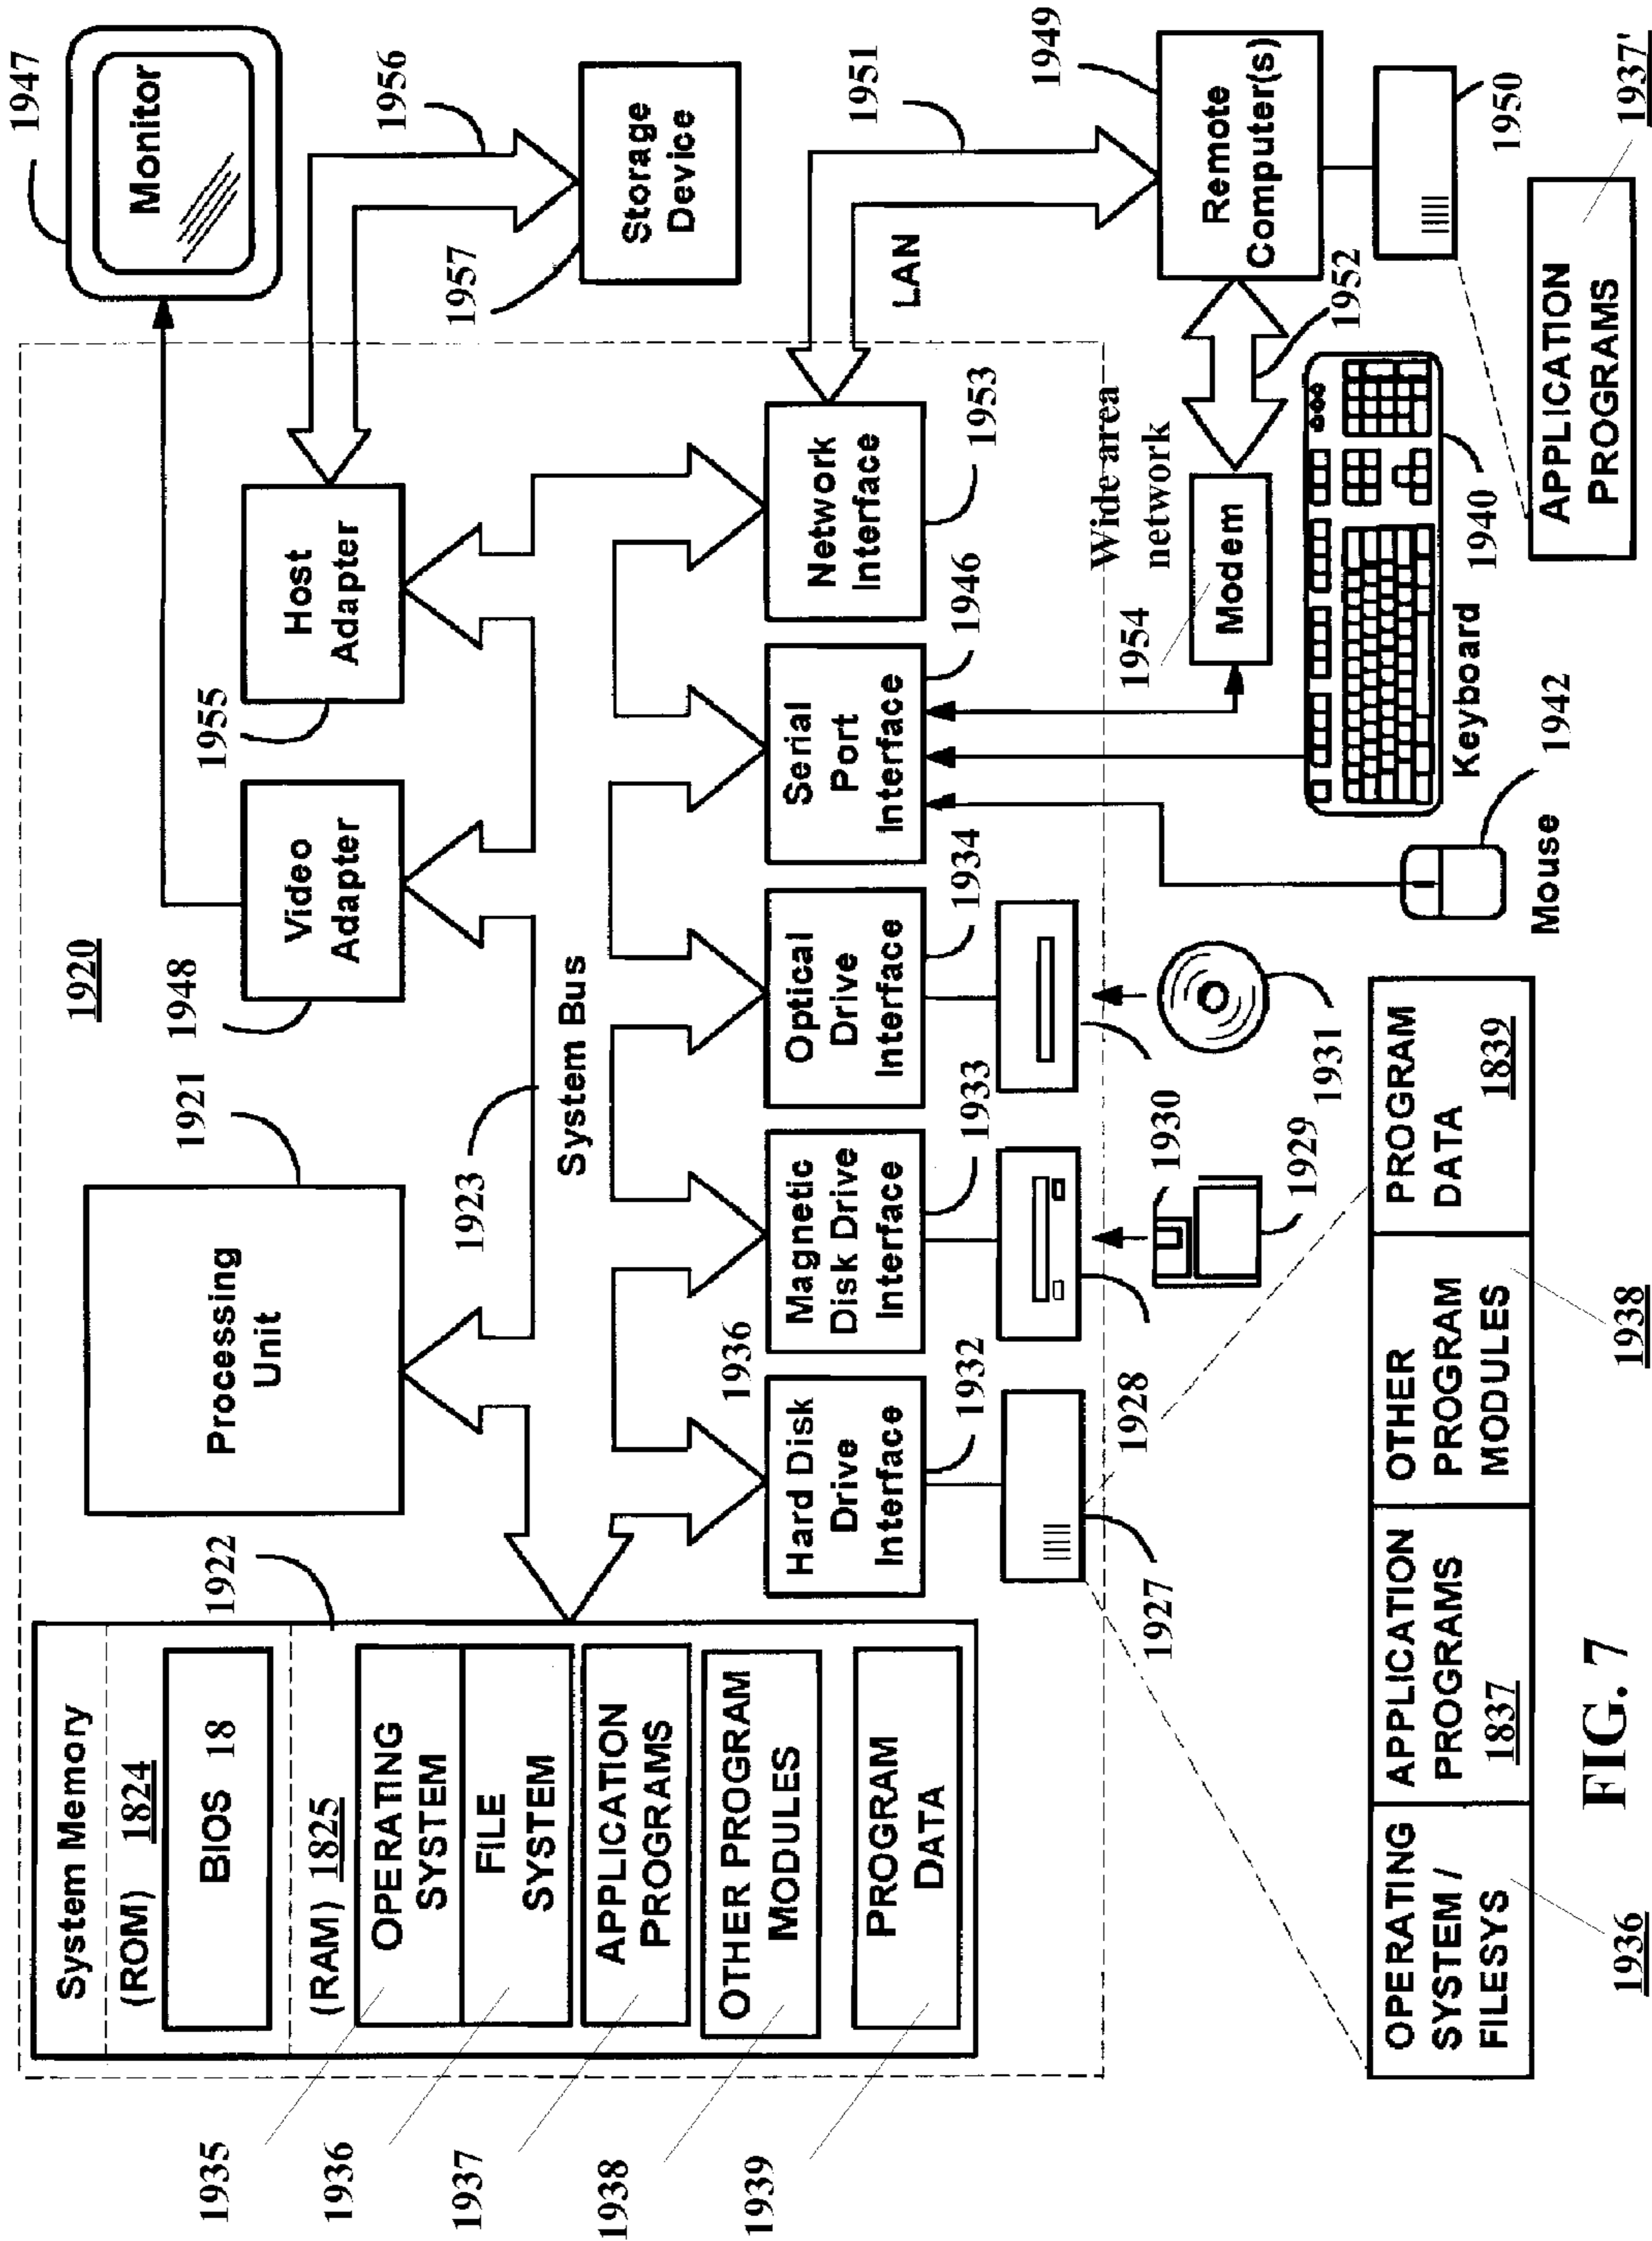 System Memory
(ROM) 1824
BIOS 18
(RAM) 1825
OPERATING
SYSTEM
FILE
SYSTEM
APPLICATION
PROGRAMS
OTHER PROGRAM
MODULES
PROGRAM
DATA
1935
1936
1937
1938
1939
1922
Processing
Unit
1921
1920
1923
System Bus
Video
Adapter
1948
Host
Adapter
1955
Monitor
1947
1956
Storage
Device
1957
Hard Disk
Drive
Interface
1932
1936
Magnetic
Disk Drive
Interface
1933
Optical
Drive
Interface
1934
Serial
Port
Interface
1946
Network
Interface
1953
LAN
1951
Remote
Computer(s)
1949
1950
Wide area
network
1952
Modem
1954
1927
1928
1930
1929
1931
Keyboard
1940
Mouse
1942
APPLICATION
PROGRAMS
1937'
OPERATING
SYSTEM /
FILESYS
1936
APPLICATION
PROGRAMS
1837
OTHER
PROGRAM
MODULES
1938
PROGRAM
DATA
1839
FIG. 7